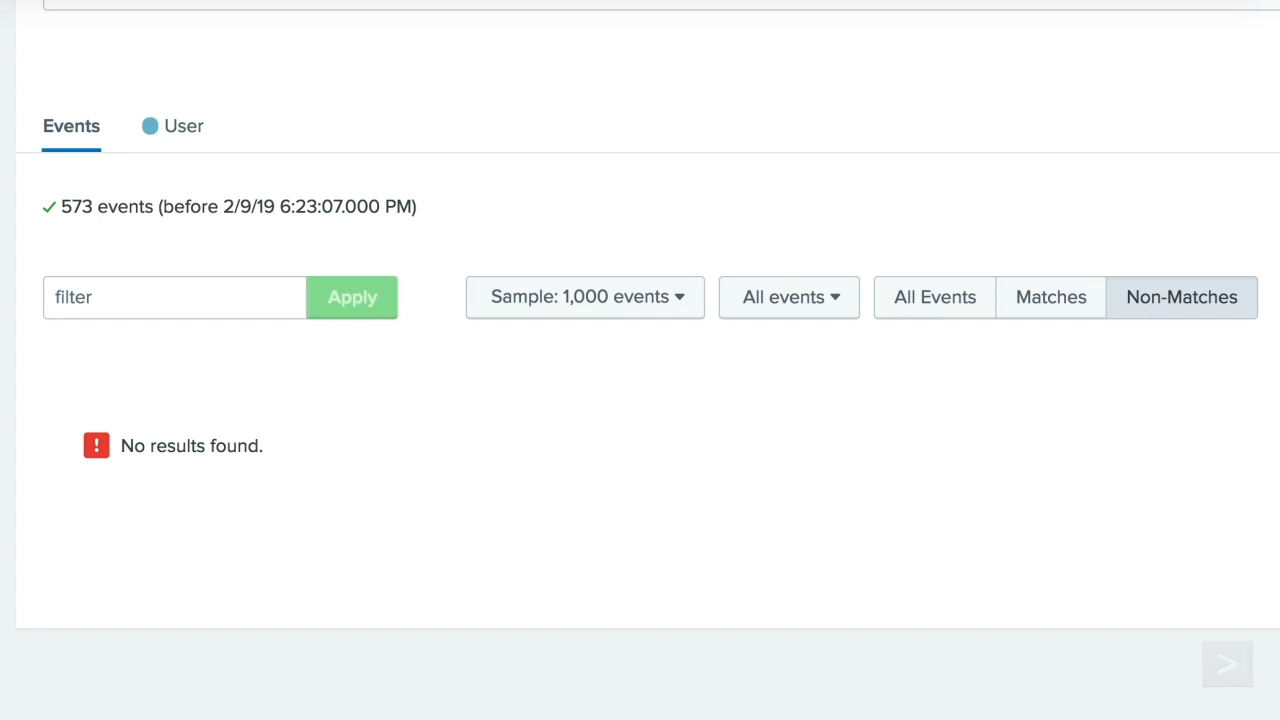 Events User
573 events (before 2/9/19 6:23:07.000 PM)
filter Apply Sample: 1,000 events All events All Events Matches Non-Matches
! No results found.
>